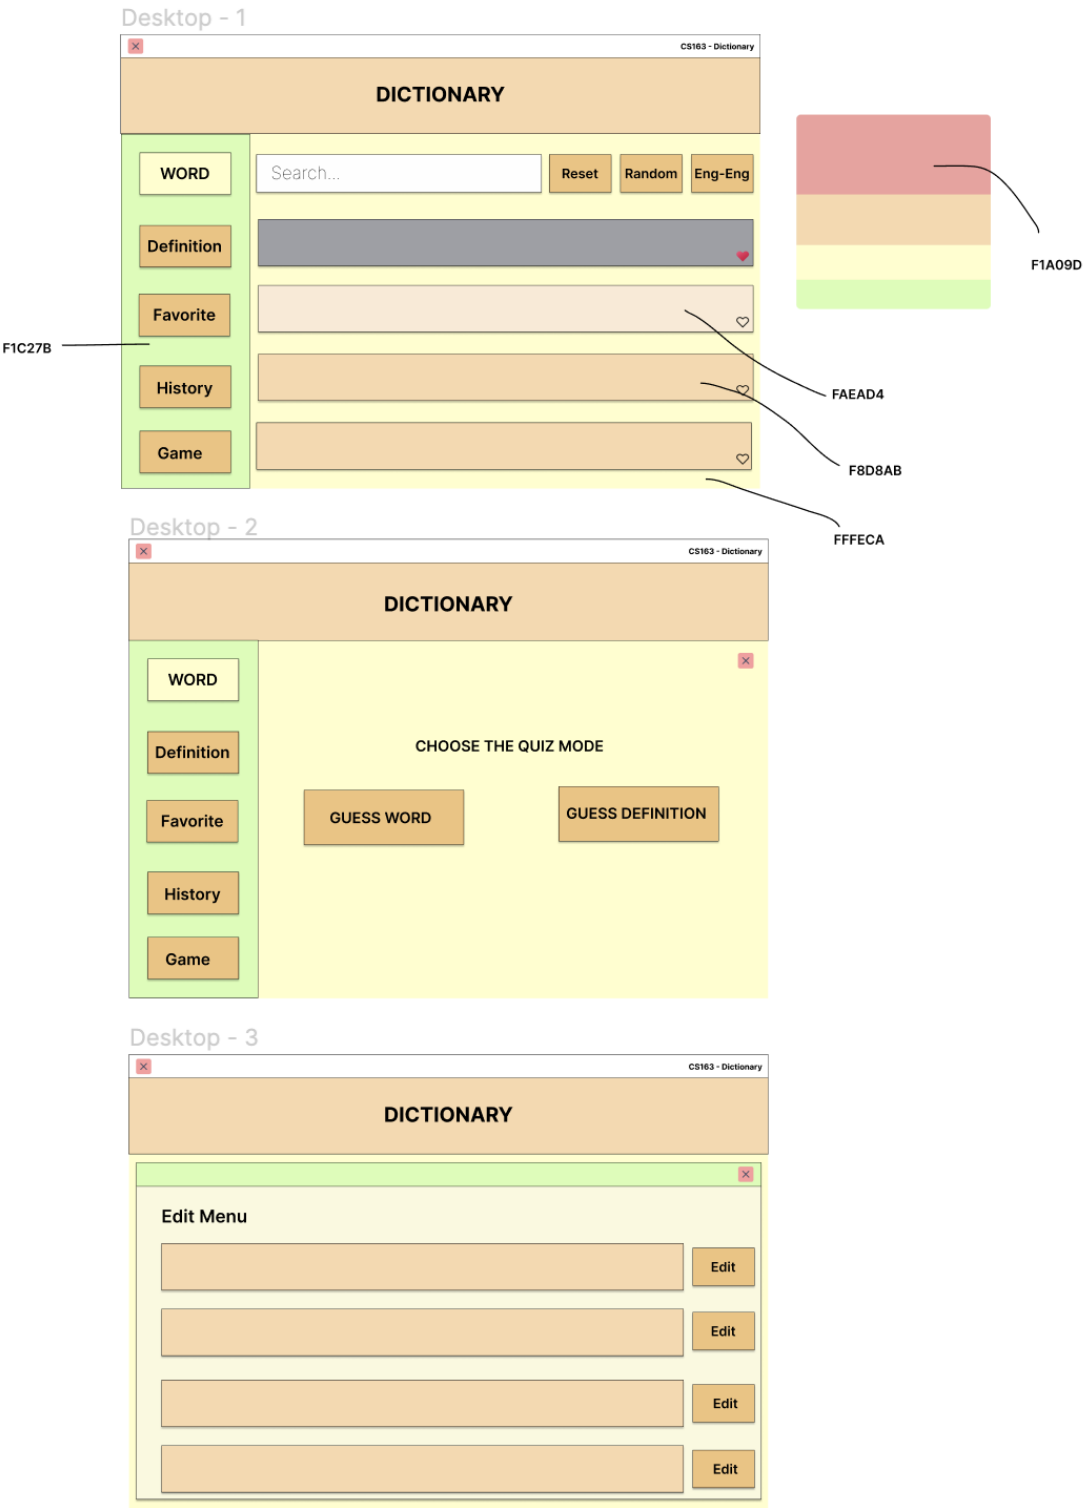 Desktop - 1
CS163 - Dictionary
DICTIONARY
WORD
Search...
Reset
Random
Eng-Eng
Definition
Favorite
History
Game
F1C27B
F1A09D
FAEAD4
F8D8AB
FFFECA
Desktop - 2
CS163 - Dictionary
DICTIONARY
WORD
Definition
Favorite
History
Game
CHOOSE THE QUIZ MODE
GUESS WORD
GUESS DEFINITION
Desktop - 3
CS163 - Dictionary
DICTIONARY
Edit Menu
Edit
Edit
Edit
Edit